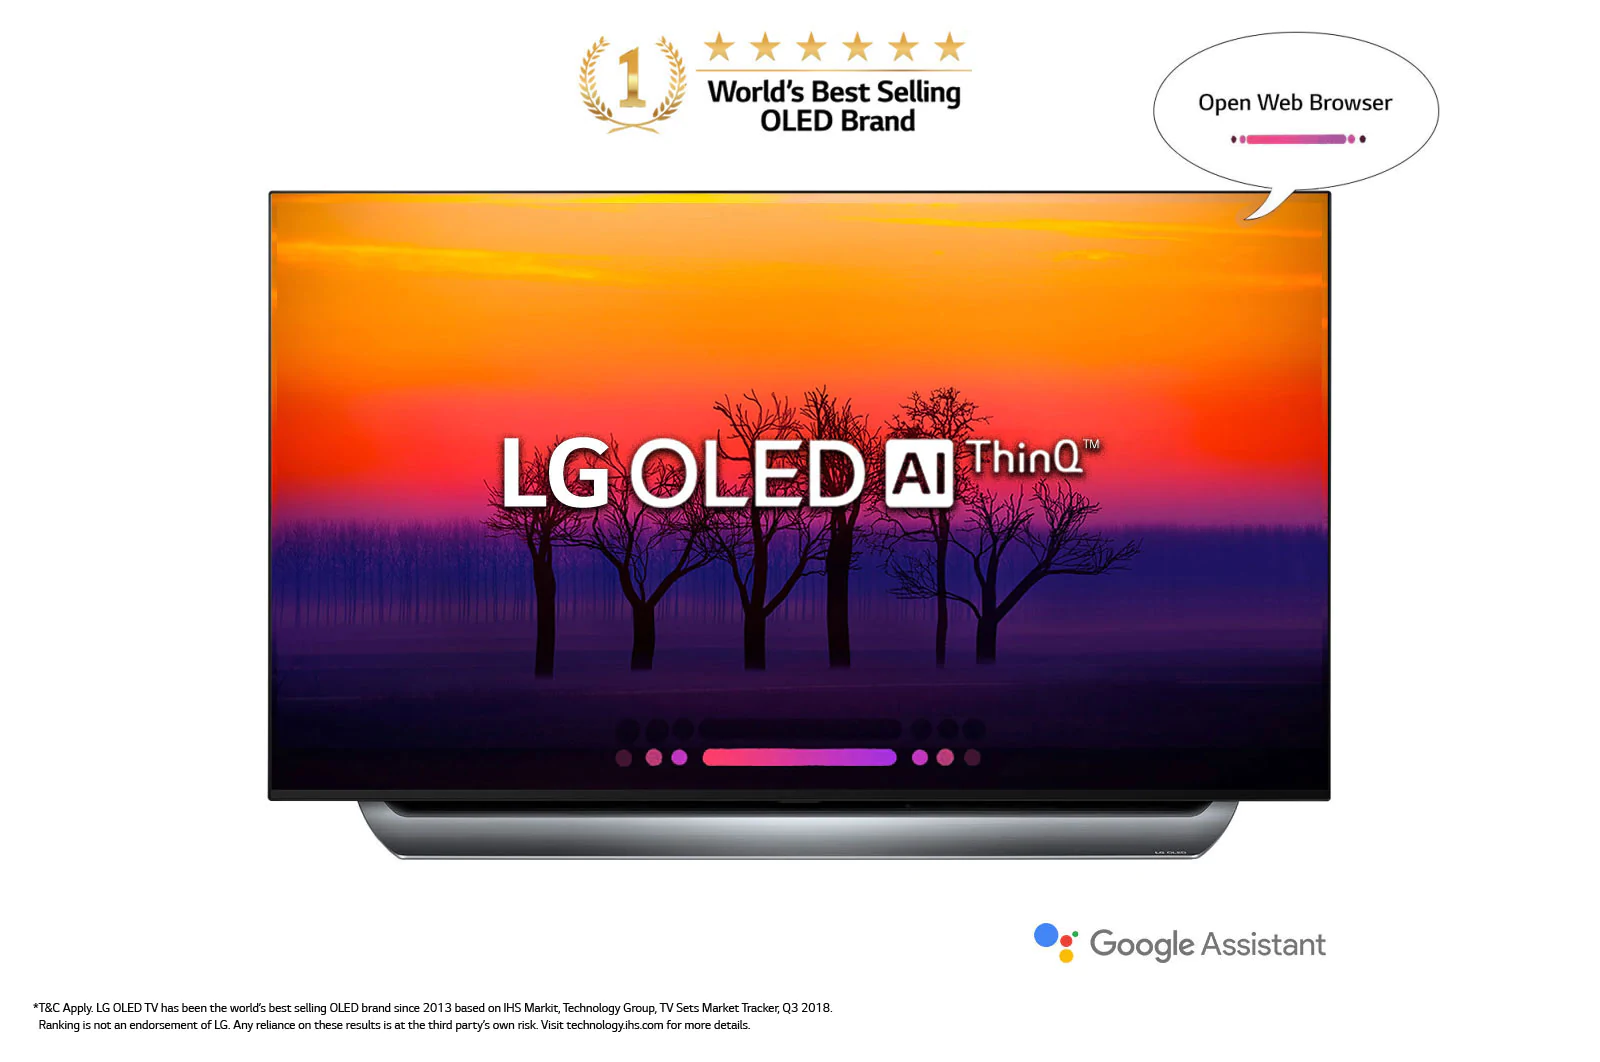 1
World's Best Selling
OLED Brand
Open Web Browser
LG OLED AI ThinQ™
LG OLED
Google Assistant
*T&C Apply. LG OLED TV has been the world's best selling OLED brand since 2013 based on IHS Markit, Technology Group, TV Sets Market Tracker, Q3 2018.
Ranking is not an endorsement of LG. Any reliance on these results is at the third party's own risk. Visit technology.ihs.com for more details.